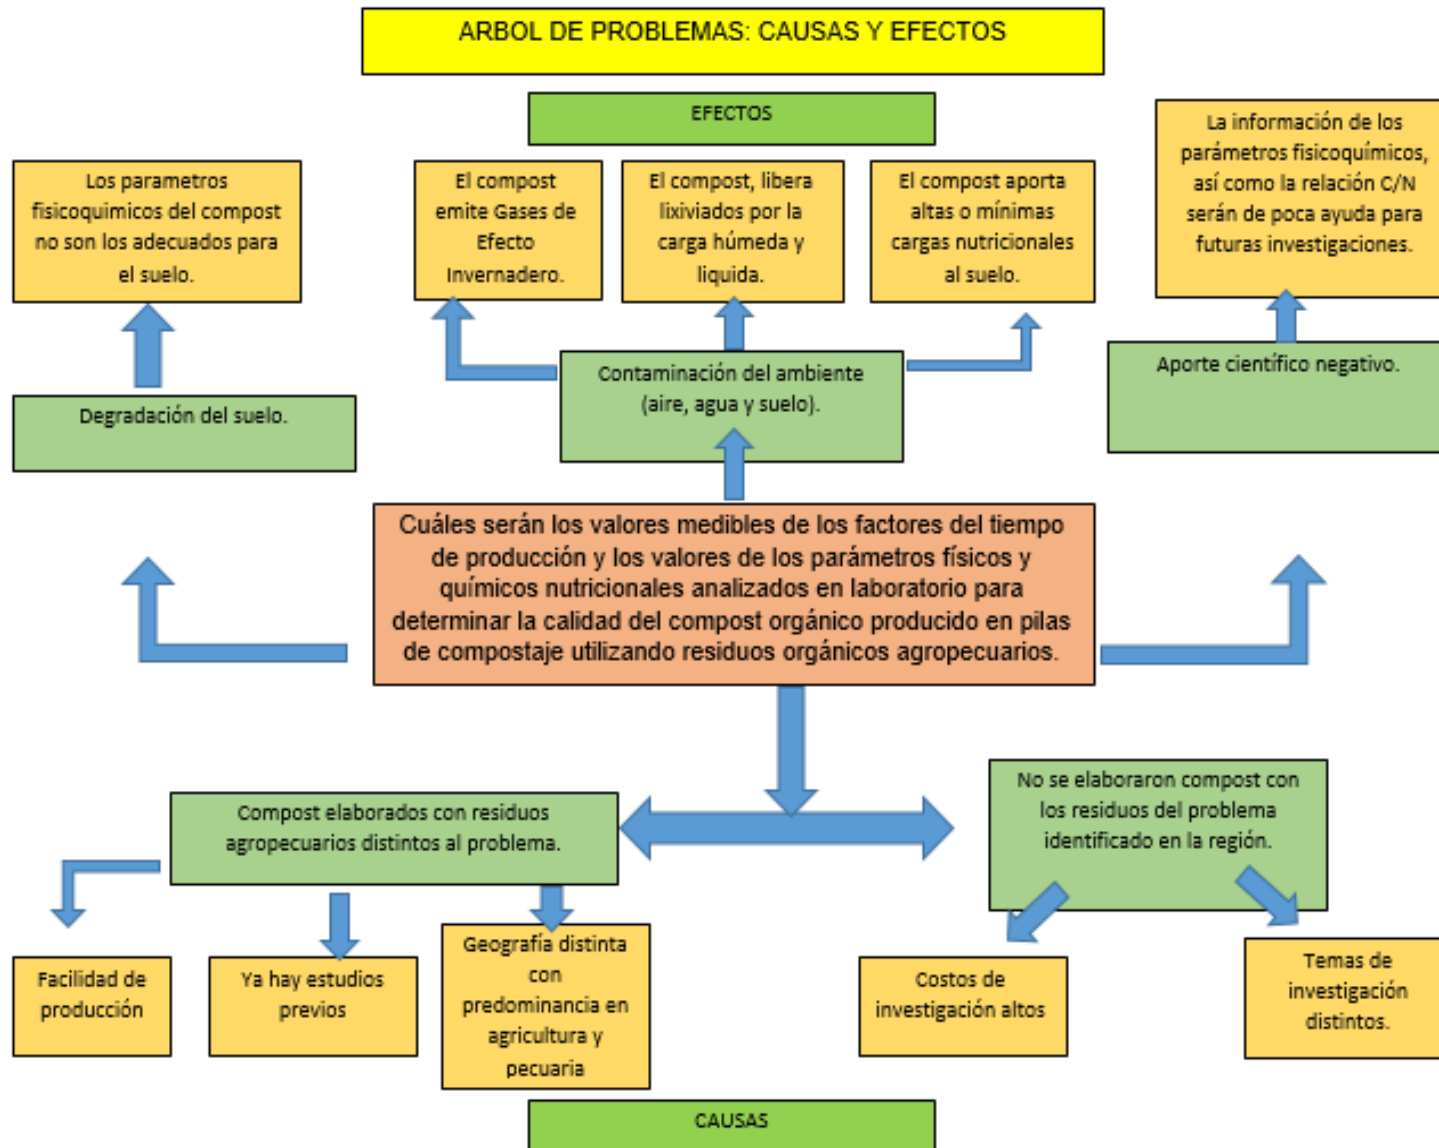 ARBOL DE PROBLEMAS: CAUSAS Y EFECTOS
EFECTOS
Los parametros
fisicoquimicos del compost
no son los adecuados para
el suelo.
El compost
emite Gases de
Efecto
Invernadero.
El compost, libera
lixiviados por la
carga húmeda y
liquida.
El compost aporta
altas o mínimas
cargas nutricionales
al suelo.
La información de los
parámetros fisicoquímicos,
así como la relación C/N
serán de poca ayuda para
futuras investigaciones.
Degradación del suelo.
Contaminación del ambiente
(aire, agua y suelo).
Aporte científico negativo.
Cuáles serán los valores medibles de los factores del tiempo
de producción y los valores de los parámetros físicos y
químicos nutricionales analizados en laboratorio para
determinar la calidad del compost orgánico producido en pilas
de compostaje utilizando residuos orgánicos agropecuarios.
Compost elaborados con residuos
agropecuarios distintos al problema.
No se elaboraron compost con
los residuos del problema
identificado en la región.
Facilidad de
producción
Ya hay estudios
previos
Geografía distinta
con
predominancia en
agricultura y
pecuaria
Costos de
investigación altos
Temas de
investigación
distintos.
CAUSAS